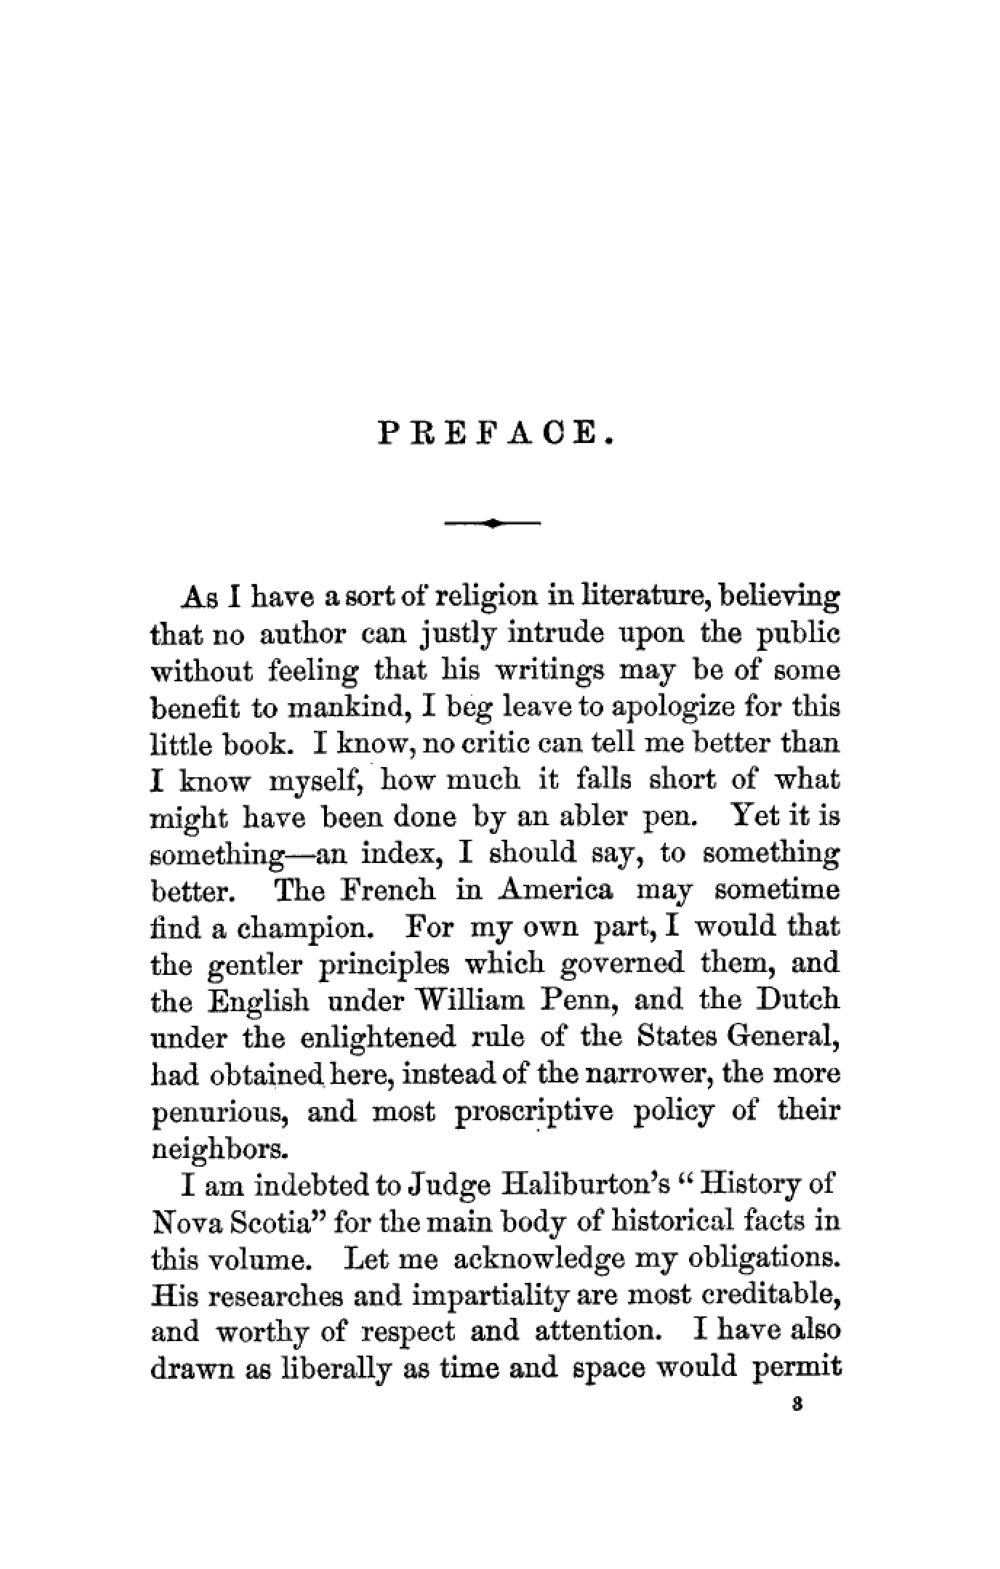 PREFACE.
As I have a sort of religion in literature, believing
that no author can justly intrude upon the public
without feeling that his writings may be of some
benefit to mankind, I beg leave to apologize for this
little book. I know, no critic can tell me better than
I know myself, how much it falls short of what
might have been done by an abler pen. Yet it is
something—an index, I should say, to something
better. The French in America may sometime
find a champion. For my own part, I would that
the gentler principles which governed them, and
the English under William Penn, and the Dutch
under the enlightened rule of the States General,
had obtained here, instead of the narrower, the more
penurious, and most proscriptive policy of their
neighbors.
I am indebted to Judge Haliburton's “History of
Nova Scotia” for the main body of historical facts in
this volume. Let me acknowledge my obligations.
His researches and impartiality are most creditable,
and worthy of respect and attention. I have also
drawn as liberally as time and space would permit
3